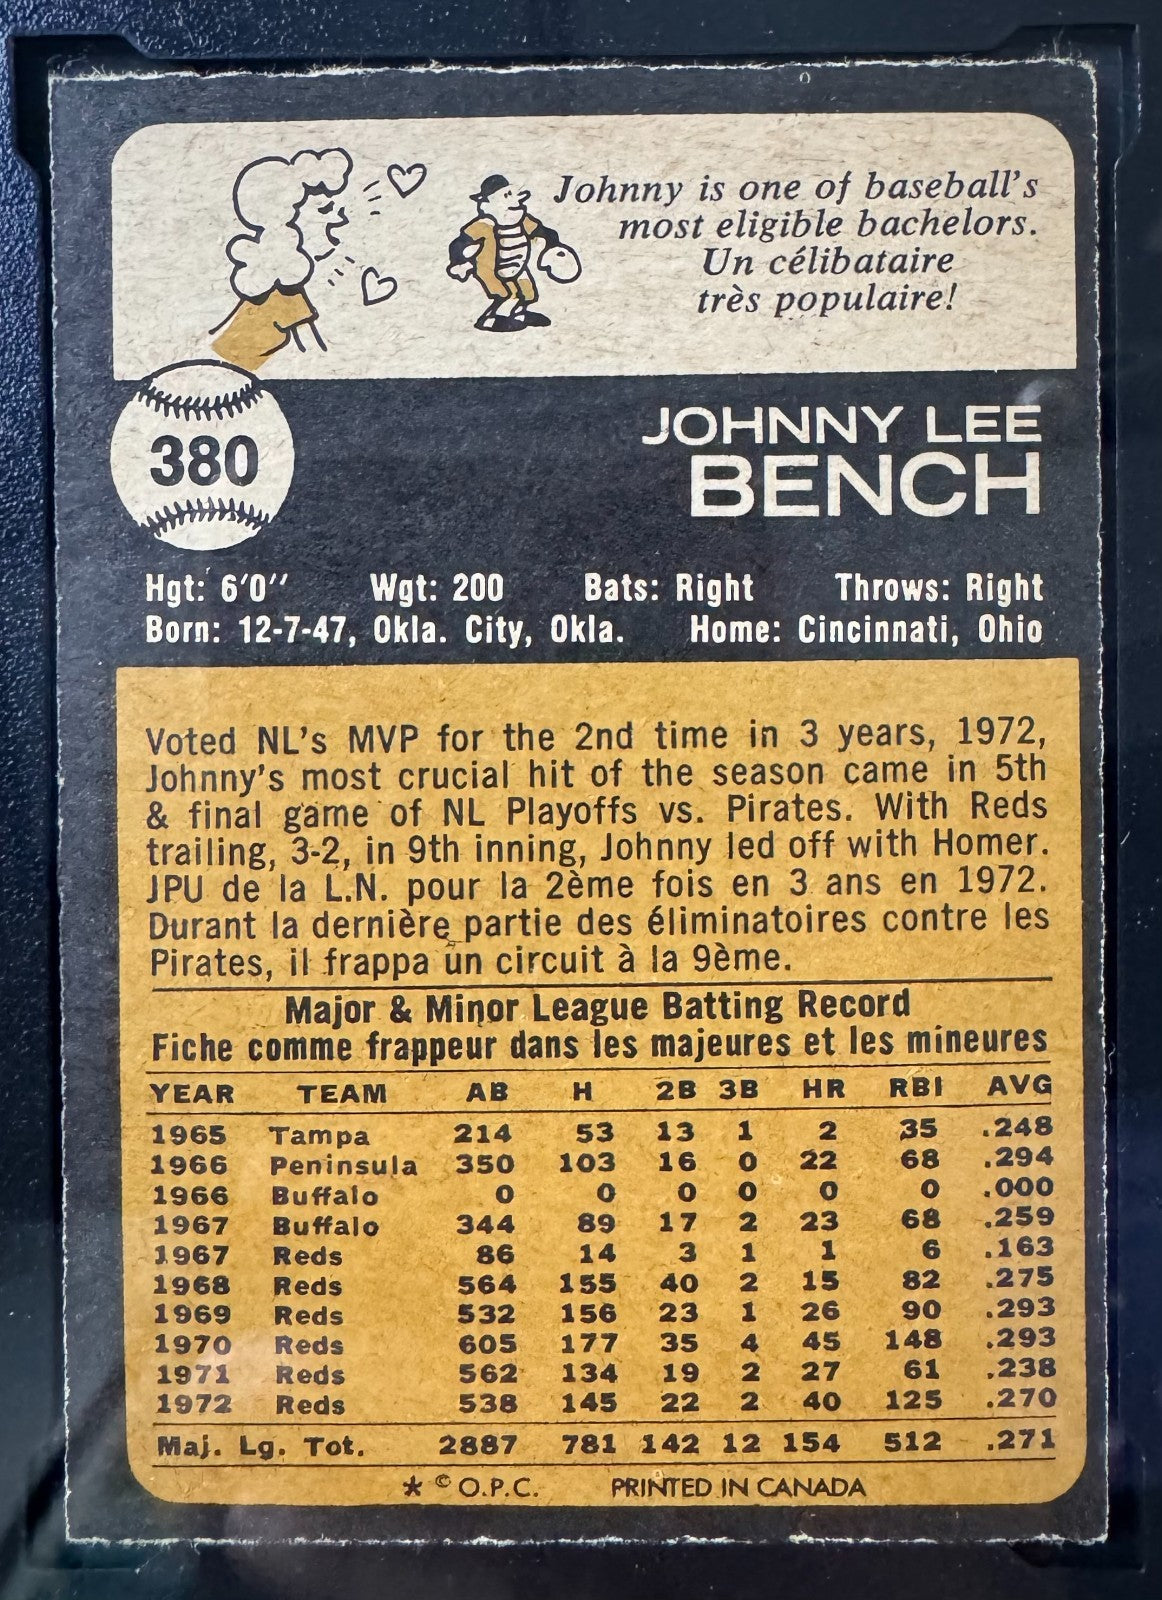 Johnny is one of baseball's
most eligible bachelors.
Un célibataire
très populaire!
380
JOHNNY LEE
BENCH
Hgt: 6'0'' Wgt: 200 Bats: Right Throws: Right
Born: 12-7-47, Okla. City, Okla. Home: Cincinnati, Ohio
Voted NL's MVP for the 2nd time in 3 years, 1972,
Johnny's most crucial hit of the season came in 5th
& final game of NL Playoffs vs. Pirates. With Reds
trailing, 3-2, in 9th inning, Johnny led off with Homer.
JPU de la L.N. pour la 2ème fois en 3 ans en 1972.
Durant la dernière partie des éliminatoires contre les
Pirates, il frappa un circuit à la 9ème.
Major & Minor League Batting Record
Fiche comme frappeur dans les majeures et les mineures
YEAR TEAM AB H 2B 3B HR RBI AVG
1965 Tampa 214 53 13 1 2 35 .248
1966 Peninsula 350 103 16 0 22 68 .294
1966 Buffalo 0 0 0 0 0 0 .000
1967 Buffalo 344 89 17 2 23 68 .259
1967 Reds 86 14 3 1 1 6 .163
1968 Reds 564 155 40 2 15 82 .275
1969 Reds 532 156 23 1 26 90 .293
1970 Reds 605 177 35 4 45 148 .293
1971 Reds 562 134 19 2 27 61 .238
1972 Reds 538 145 22 2 40 125 .270
Maj. Lg. Tot. 2887 781 142 12 154 512 .271
* © O.P.C. PRINTED IN CANADA